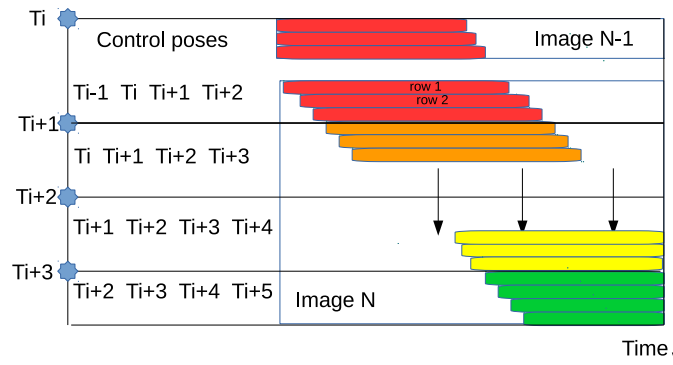 Ti
Control poses
Image N-1
Ti-1 Ti Ti+1 Ti+2
row 1
row 2
Ti+1
Ti Ti+1 Ti+2 Ti+3
Ti+2
Ti+1 Ti+2 Ti+3 Ti+4
Ti+3
Ti+2 Ti+3 Ti+4 Ti+5
Image N
Time